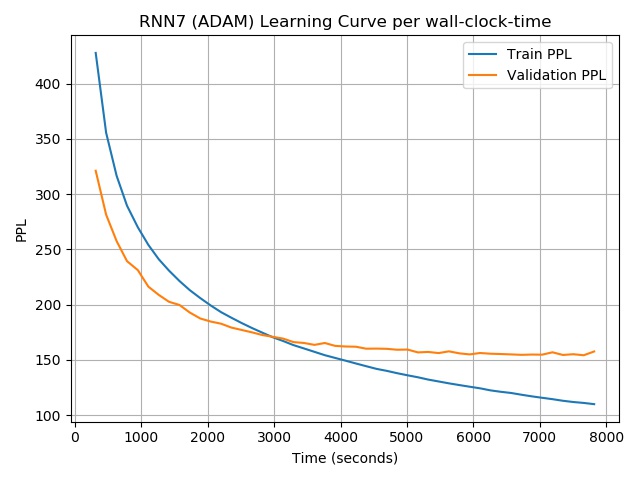 RNN7 (ADAM) Learning Curve per wall-clock-time
Train PPL
Validation PPL
PPL
400
350
300
250
200
150
100
0 1000 2000 3000 4000 5000 6000 7000 8000
Time (seconds)